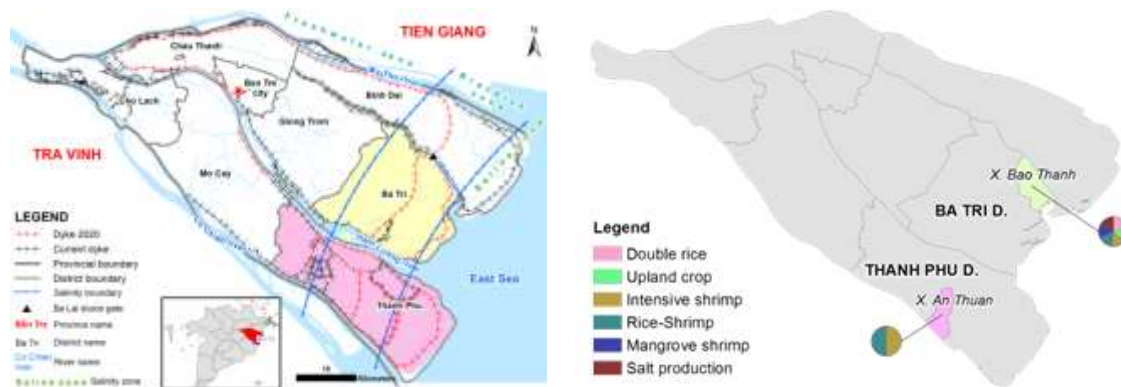 TIEN GIANG
N
Chau Thanh
Ben Tre
City
Binh Dai
Cho Lach
Giong Trom
TRA VINH
Mo Cay
Ba Tri
Thanh Phu
East Sea
LEGEND
Dyke 2020
Current dyke
Provincial boundary
District boundary
Salinity boundary
Ba Lai sluice gate
Province name
Ba Tri District name
River name
Salinity zone
X. Bao Thanh
BA TRI D.
THANH PHU D.
X. An Thuan
Legend
Double rice
Upland crop
Intensive shrimp
Rice-Shrimp
Mangrove shrimp
Salt production